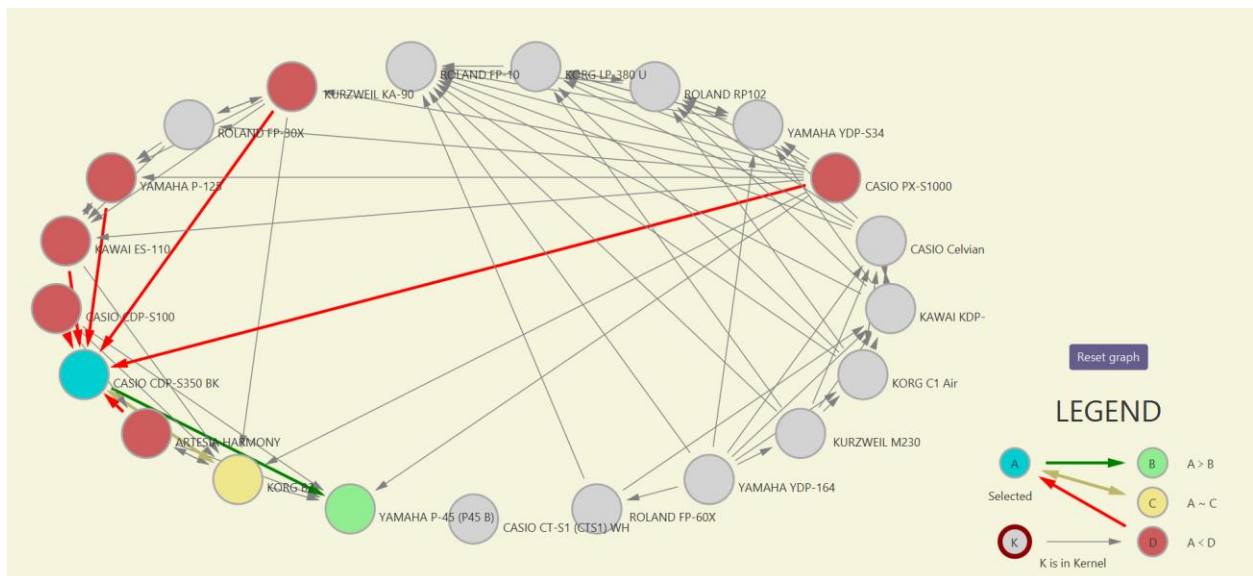 ROLAND FP-10
KORG LP-380 U
ROLAND RP102
KURZWEIL KA-90
YAMAHA YDP-S34
ROLAND FP-30X
YAMAHA P-125
CASIO PX-S1000
KAWAI ES-110
CASIO Celvian
CASIO CDP-S100
KAWAI KDP-
CASIO CDP-S350 BK
KORG C1 Air
ARTESIA HARMONY
KURZWEIL M230
KORG B2
YAMAHA YDP-164
YAMAHA P-45 (P45 B)
CASIO CT-S1 (CTS1) WH
ROLAND FP-60X
Reset graph
LEGEND
A
B
A > B
Selected
C
A ~ C
K
D
A < D
K is in Kernel